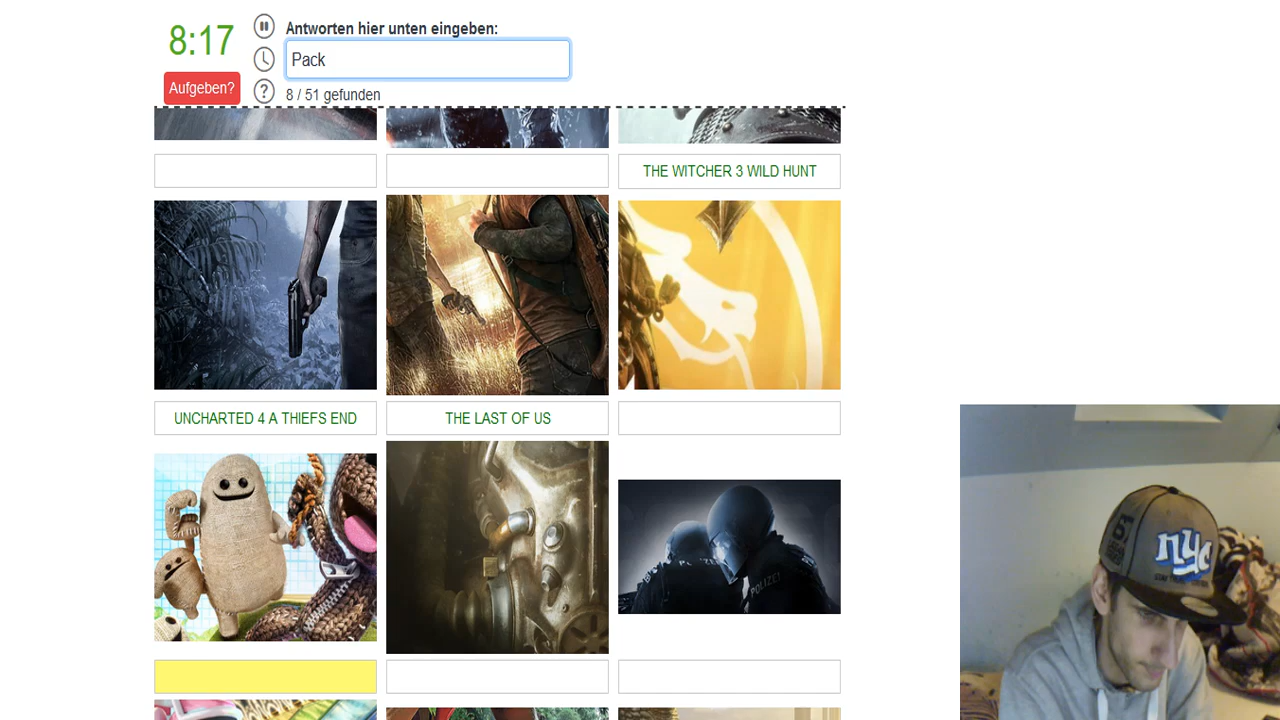 8:17
Antworten hier unten eingeben:
Pack
Aufgeben?
?
8 / 51 gefunden
THE WITCHER 3 WILD HUNT
UNCHARTED 4 A THIEFS END
THE LAST OF US
POLIZEI
nyc